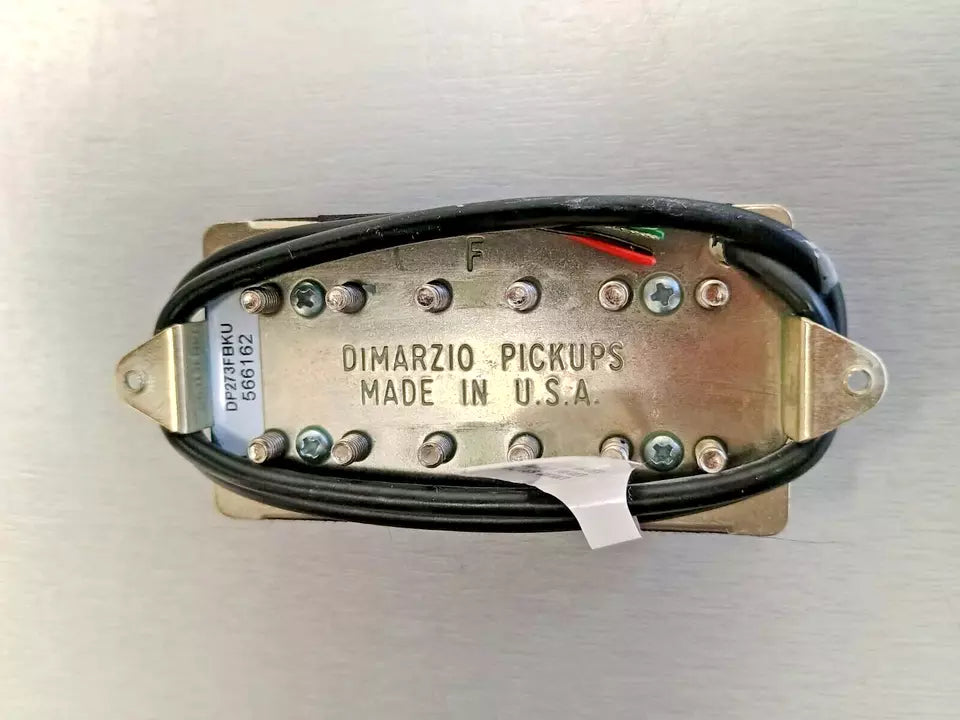 F
DIMARZIO PICKUPS
MADE IN U.S.A.
DP273FBKU
566162